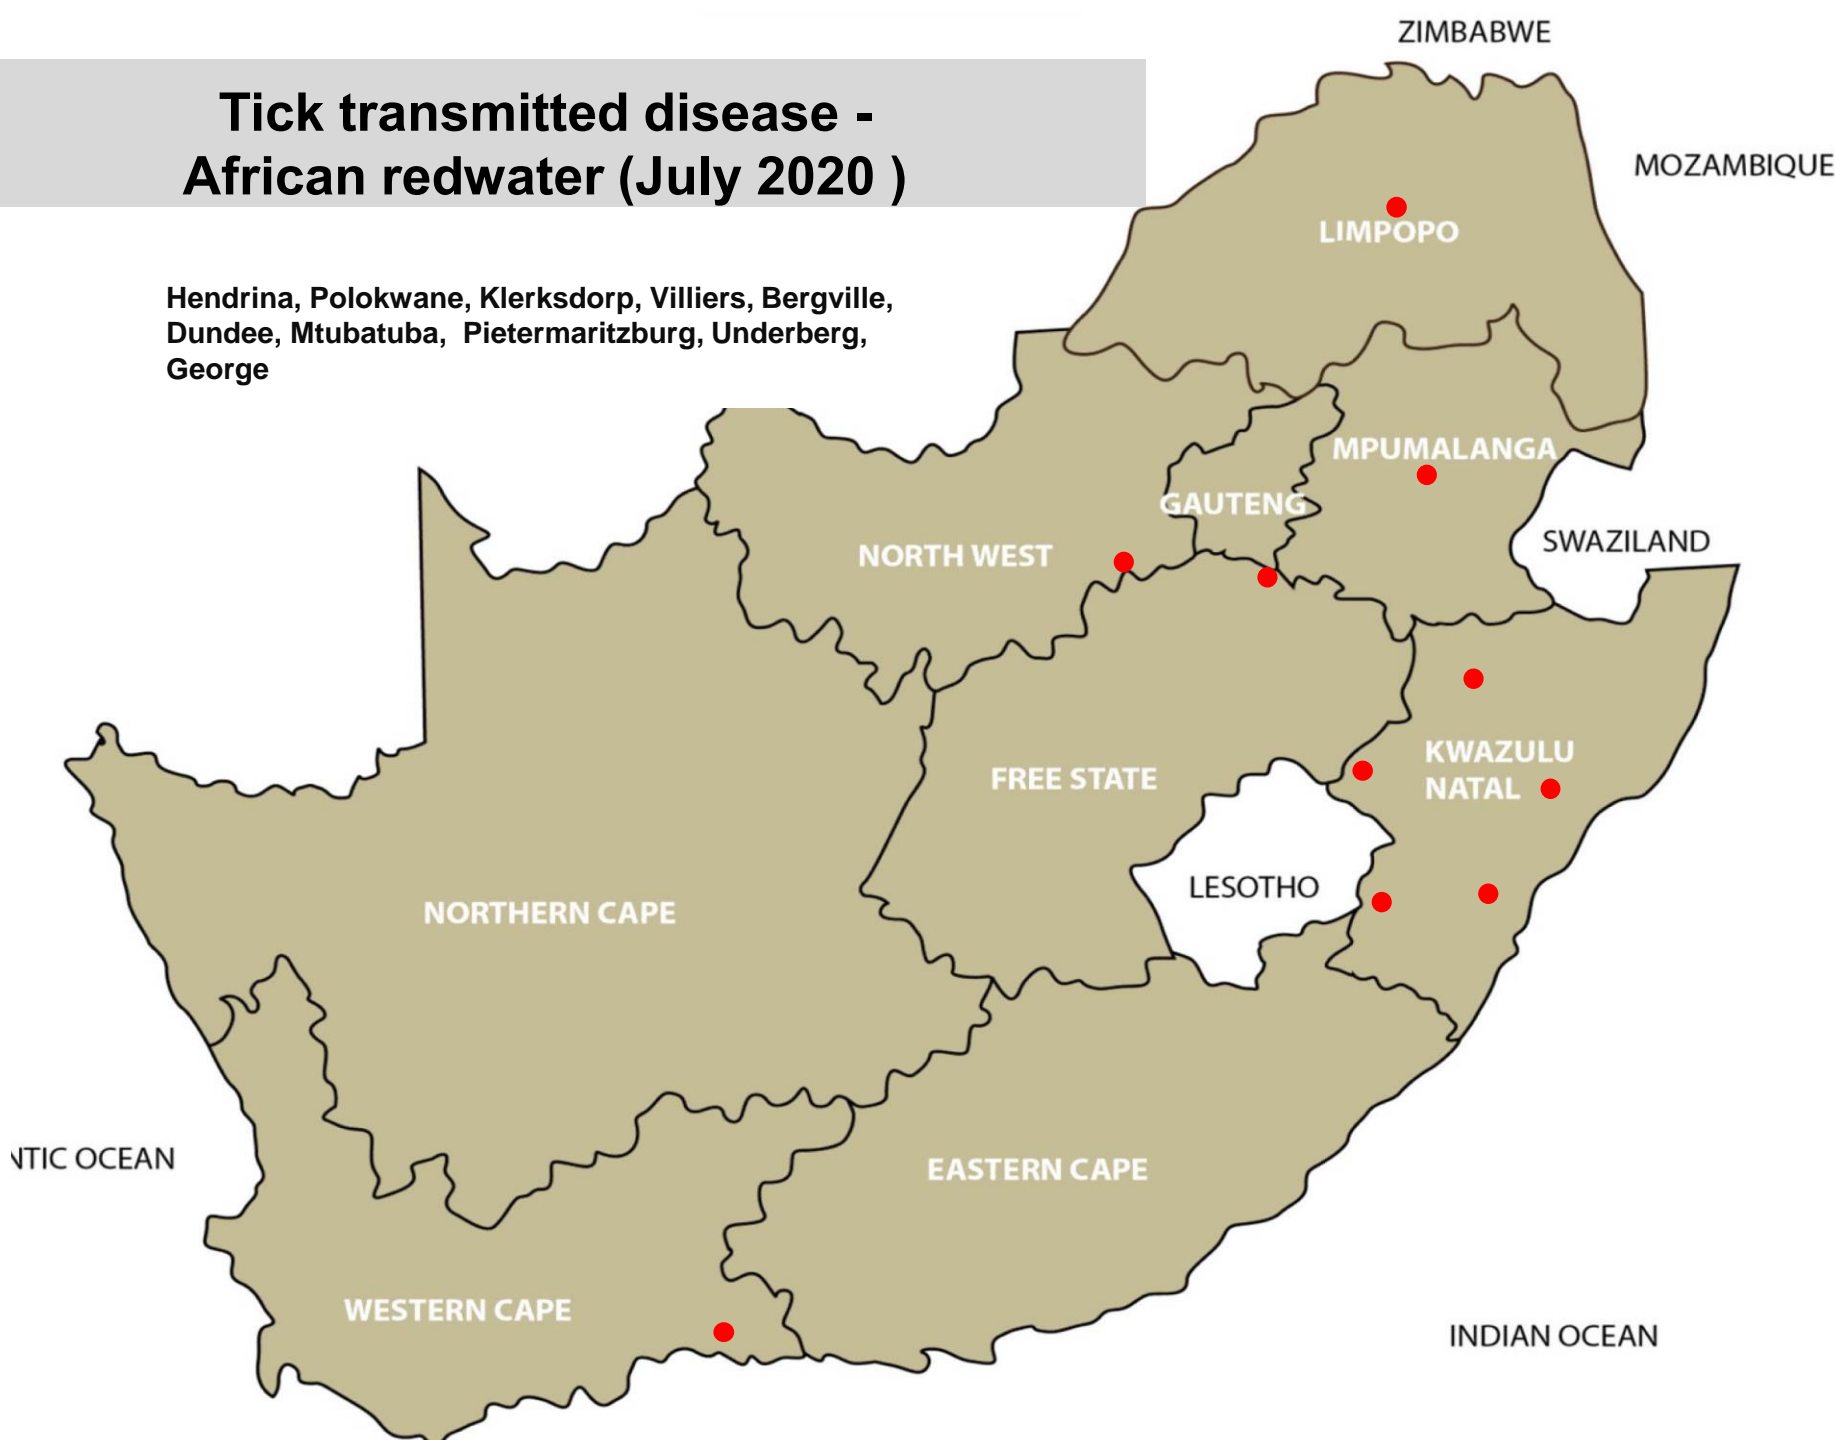 ZIMBABWE
Tick transmitted disease -
African redwater (July 2020 )
MOZAMBIQUE
LIMPOPO
Hendrina, Polokwane, Klerksdorp, Villiers, Bergville,
Dundee, Mtubatuba,  Pietermaritzburg, Underberg,
George
MPUMALANGA
GAUTENG
SWAZILAND
NORTH WEST
KWAZULU
NATAL
FREE STATE
LESOTHO
NORTHERN CAPE
NTIC OCEAN
EASTERN CAPE
WESTERN CAPE
INDIAN OCEAN